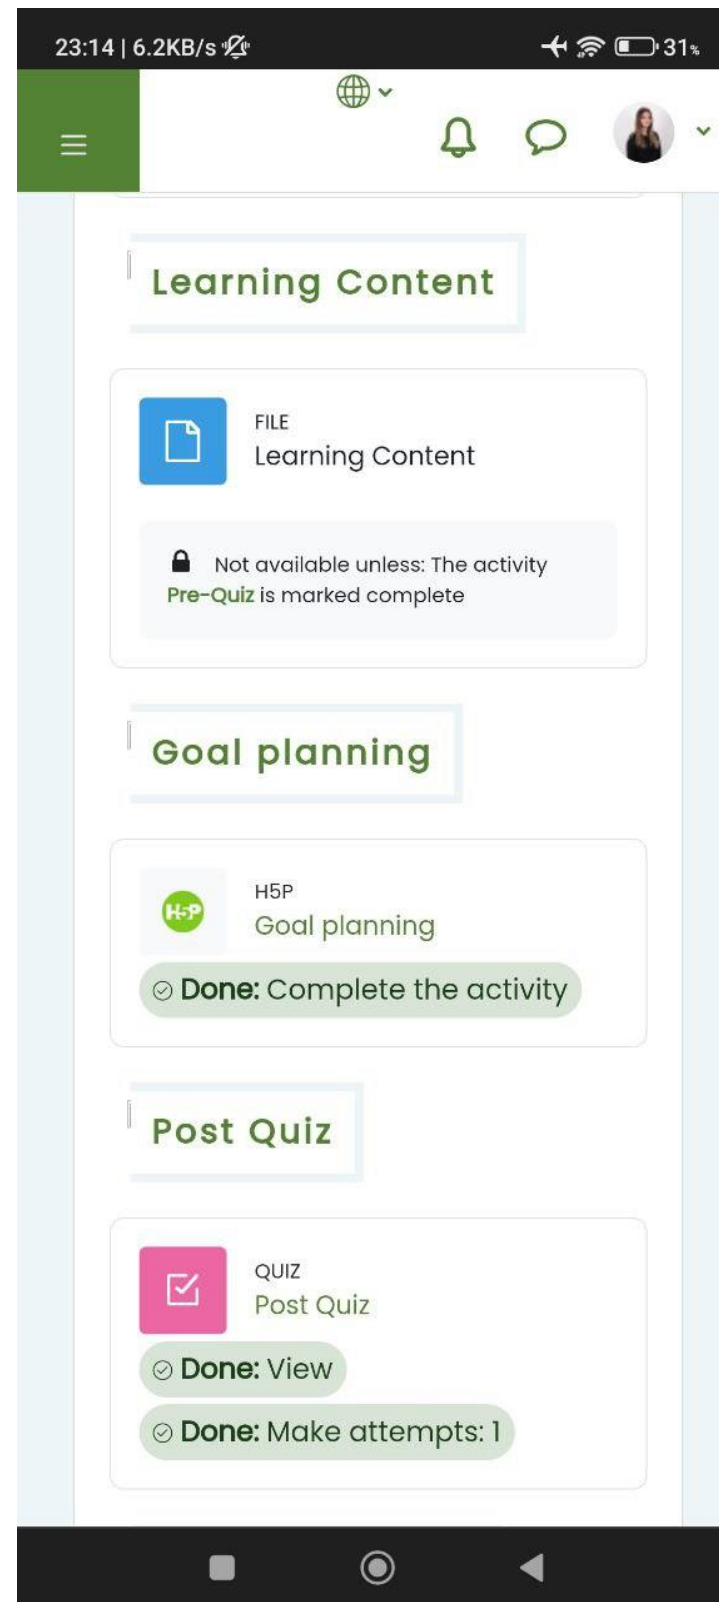 23:14 | 6.2KB/s
31%
Learning Content
FILE
Learning Content
Not available unless: The activity
Pre-Quiz is marked complete
Goal planning
H5P
H5P
Goal planning
Done: Complete the activity
Post Quiz
QUIZ
Post Quiz
Done: View
Done: Make attempts: 1